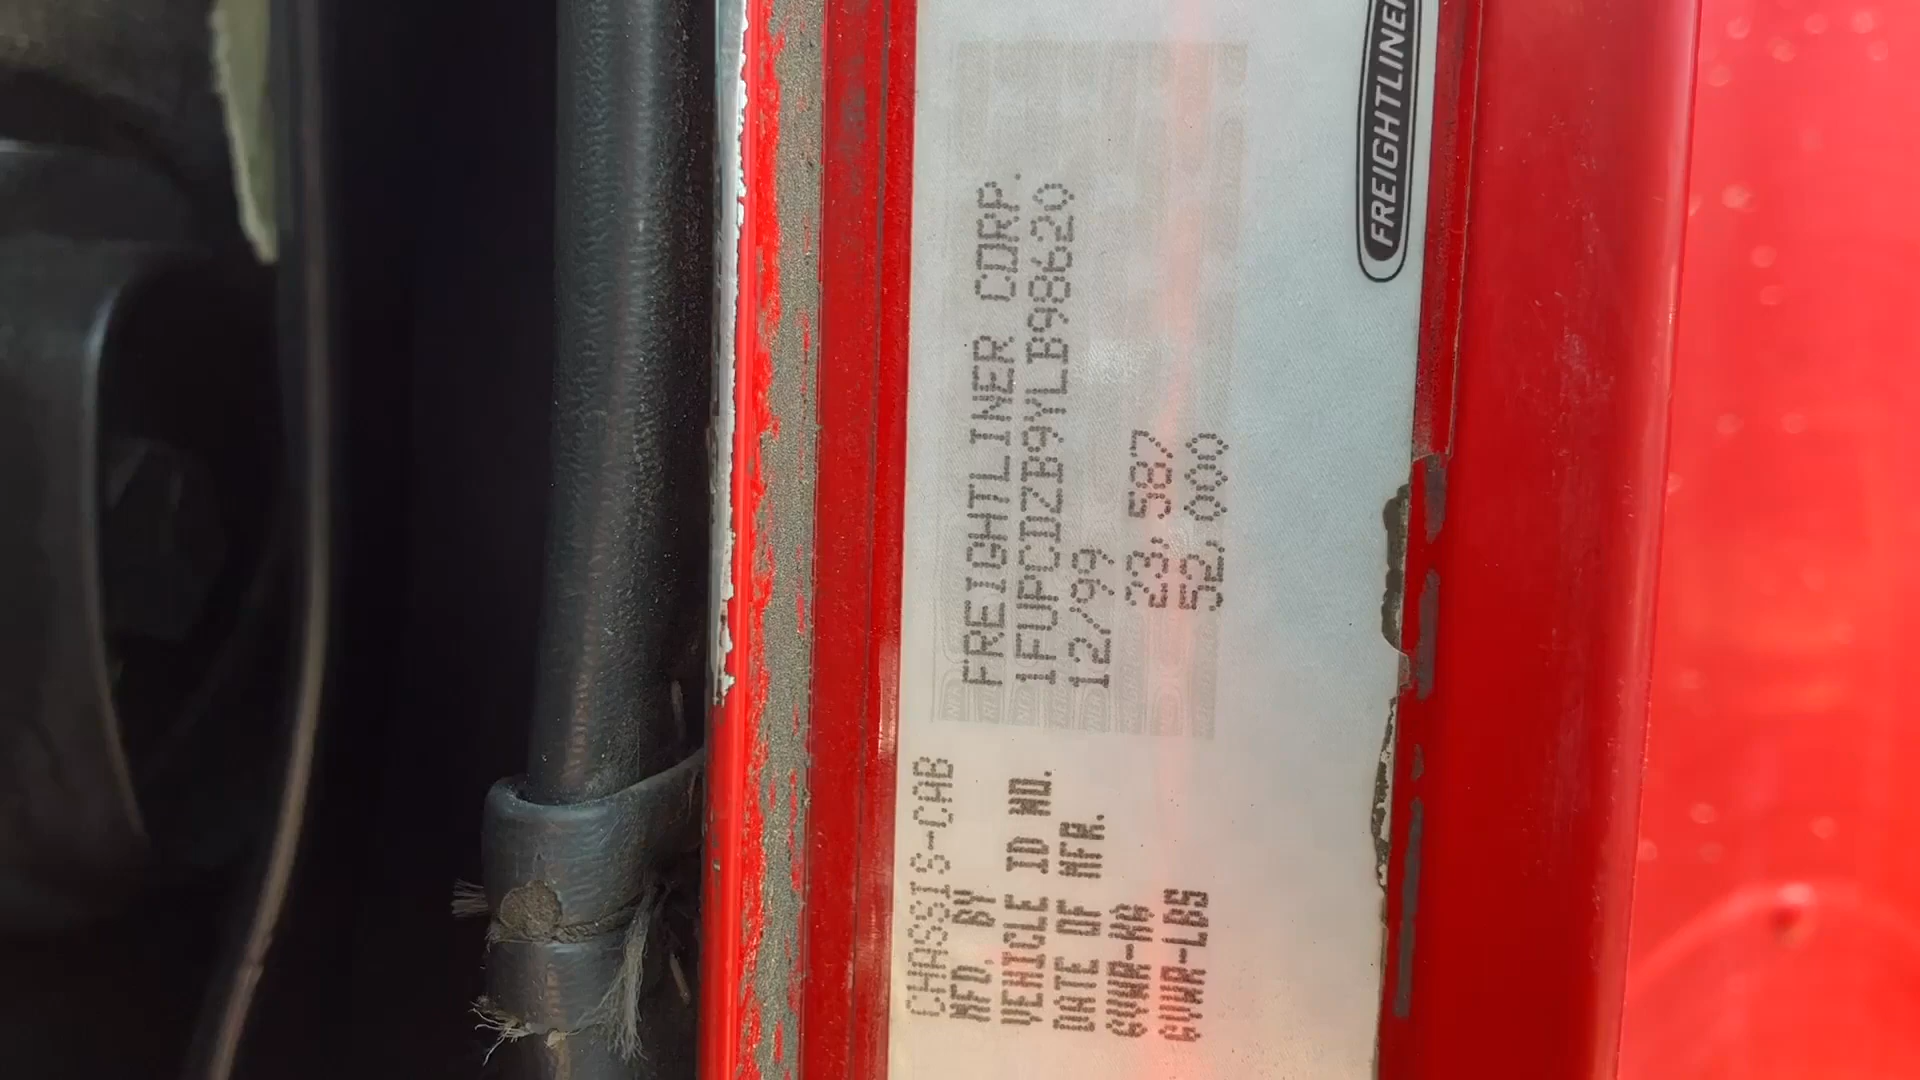 CHASSIS-CAB
MFD. BY FREIGHTLINER CORP.
VEHICLE ID NO. 1FUPCDZB9YLB98620
DATE OF MFR. 12/99
GVWR-KG 23,587
GVWR-LBS 52,000
FREIGHTLINER